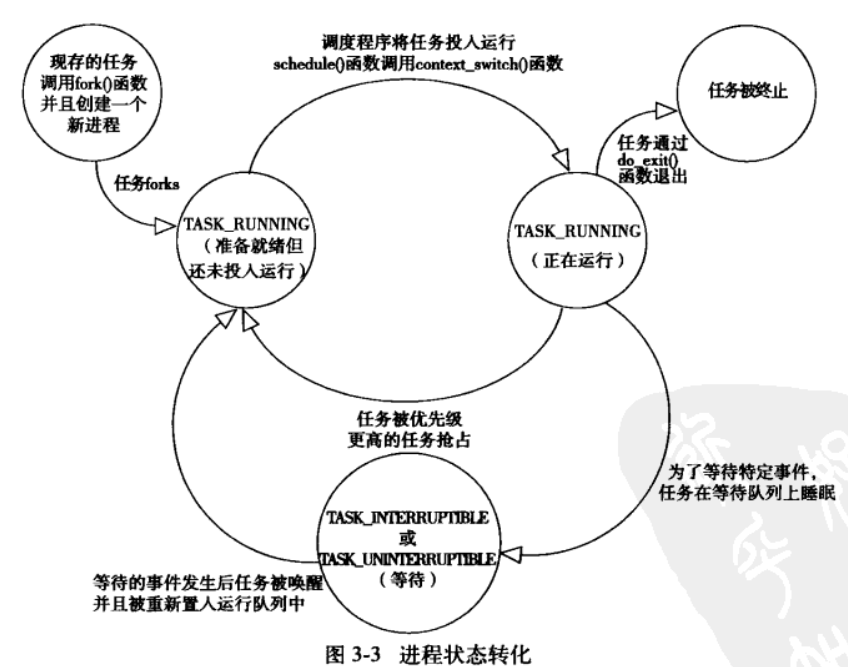 现存的任务
调用fork()函数
并且创建一个
新进程
任务forks
调度程序将任务投入运行
schedule()函数调用context_switch()函数
任务被终止
任务通过
do_exit()
函数退出
TASK_RUNNING
（准备就绪但
还未投入运行）
TASK_RUNNING
（正在运行）
任务被优先级
更高的任务抢占
为了等待特定事件，
任务在等待队列上睡眠
TASK_INTERRUPTIBLE
或
TASK_UNINTERRUPTIBLE
（等待）
等待的事件发生后任务被唤醒
并且被重新置入运行队列中
图 3-3 进程状态转化